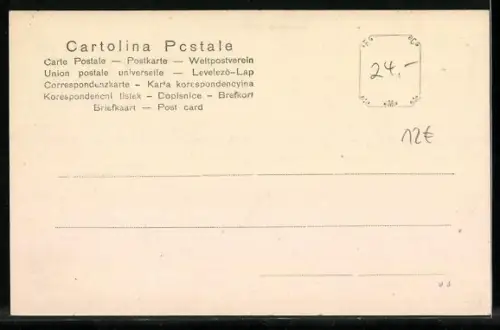 Cartolina Postale
Carte Postale — Postkarte — Weltpostverein
Union postale universelle — Levelező-Lap
Correspondenzkarte - Karta korespondencyina
Korespondenční lístek - Dopisnice - Brefkort
Briefkaart — Post card
24,-
12€